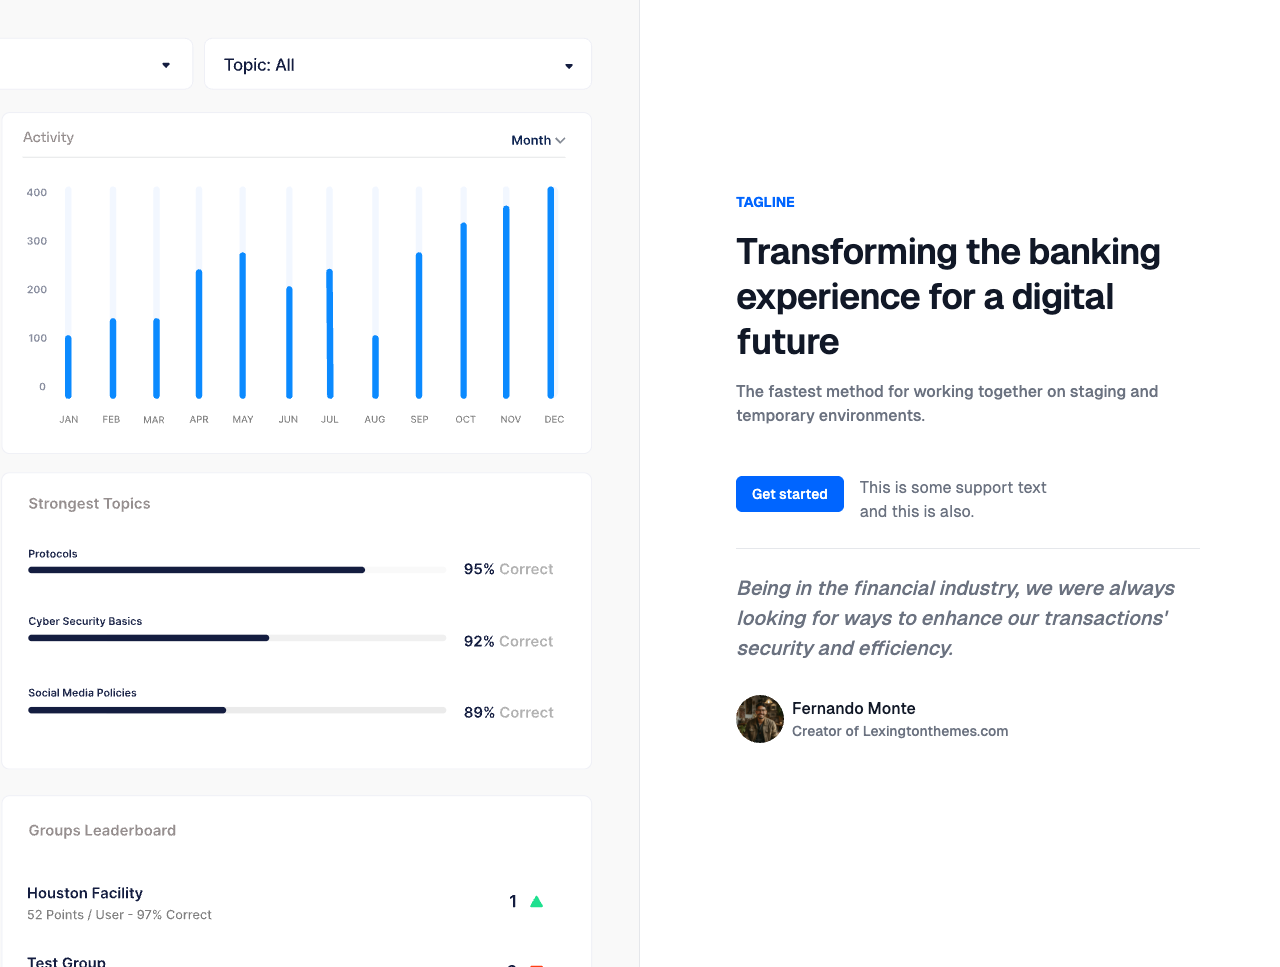 Topic: All
Activity
Month
400
300
200
100
0
JAN FEB MAR APR MAY JUN JUL AUG SEP OCT NOV DEC
Strongest Topics
Protocols
95% Correct
Cyber Security Basics
92% Correct
Social Media Policies
89% Correct
Groups Leaderboard
Houston Facility
1
52 Points / User - 97% Correct
Test Group
TAGLINE
Transforming the banking
experience for a digital
future
The fastest method for working together on staging and
temporary environments.
Get started
This is some support text
and this is also.
Being in the financial industry, we were always
looking for ways to enhance our transactions'
security and efficiency.
Fernando Monte
Creator of Lexingtonthemes.com